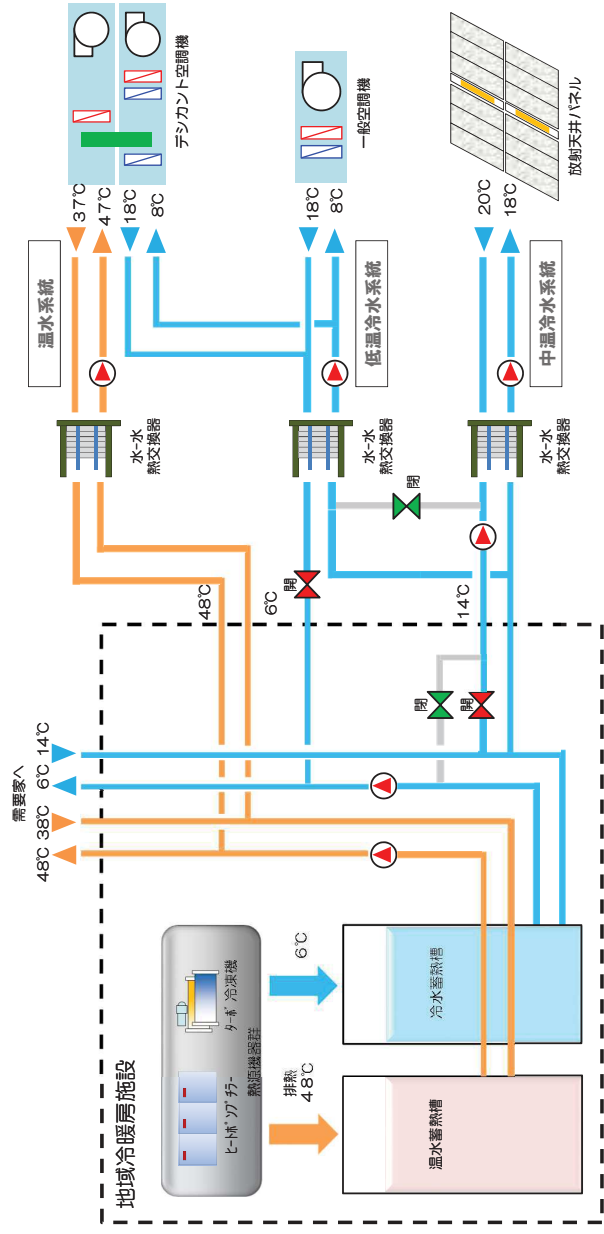 デシカント空調機
一般空調機
放射天井パネル
37℃
47℃
18℃
8℃
18℃
8℃
20℃
18℃
温水系統
低温冷水系統
中温冷水系統
水-水
熱交換器
水-水
熱交換器
水-水
熱交換器
閉
開
48℃
6℃
14℃
閉
開
需要家へ
48℃
38℃
6℃
14℃
地域冷暖房施設
ヒートポンプチラー
ターボ冷凍機
熱源機器群
排熱
48℃
6℃
温水蓄熱槽
冷水蓄熱槽